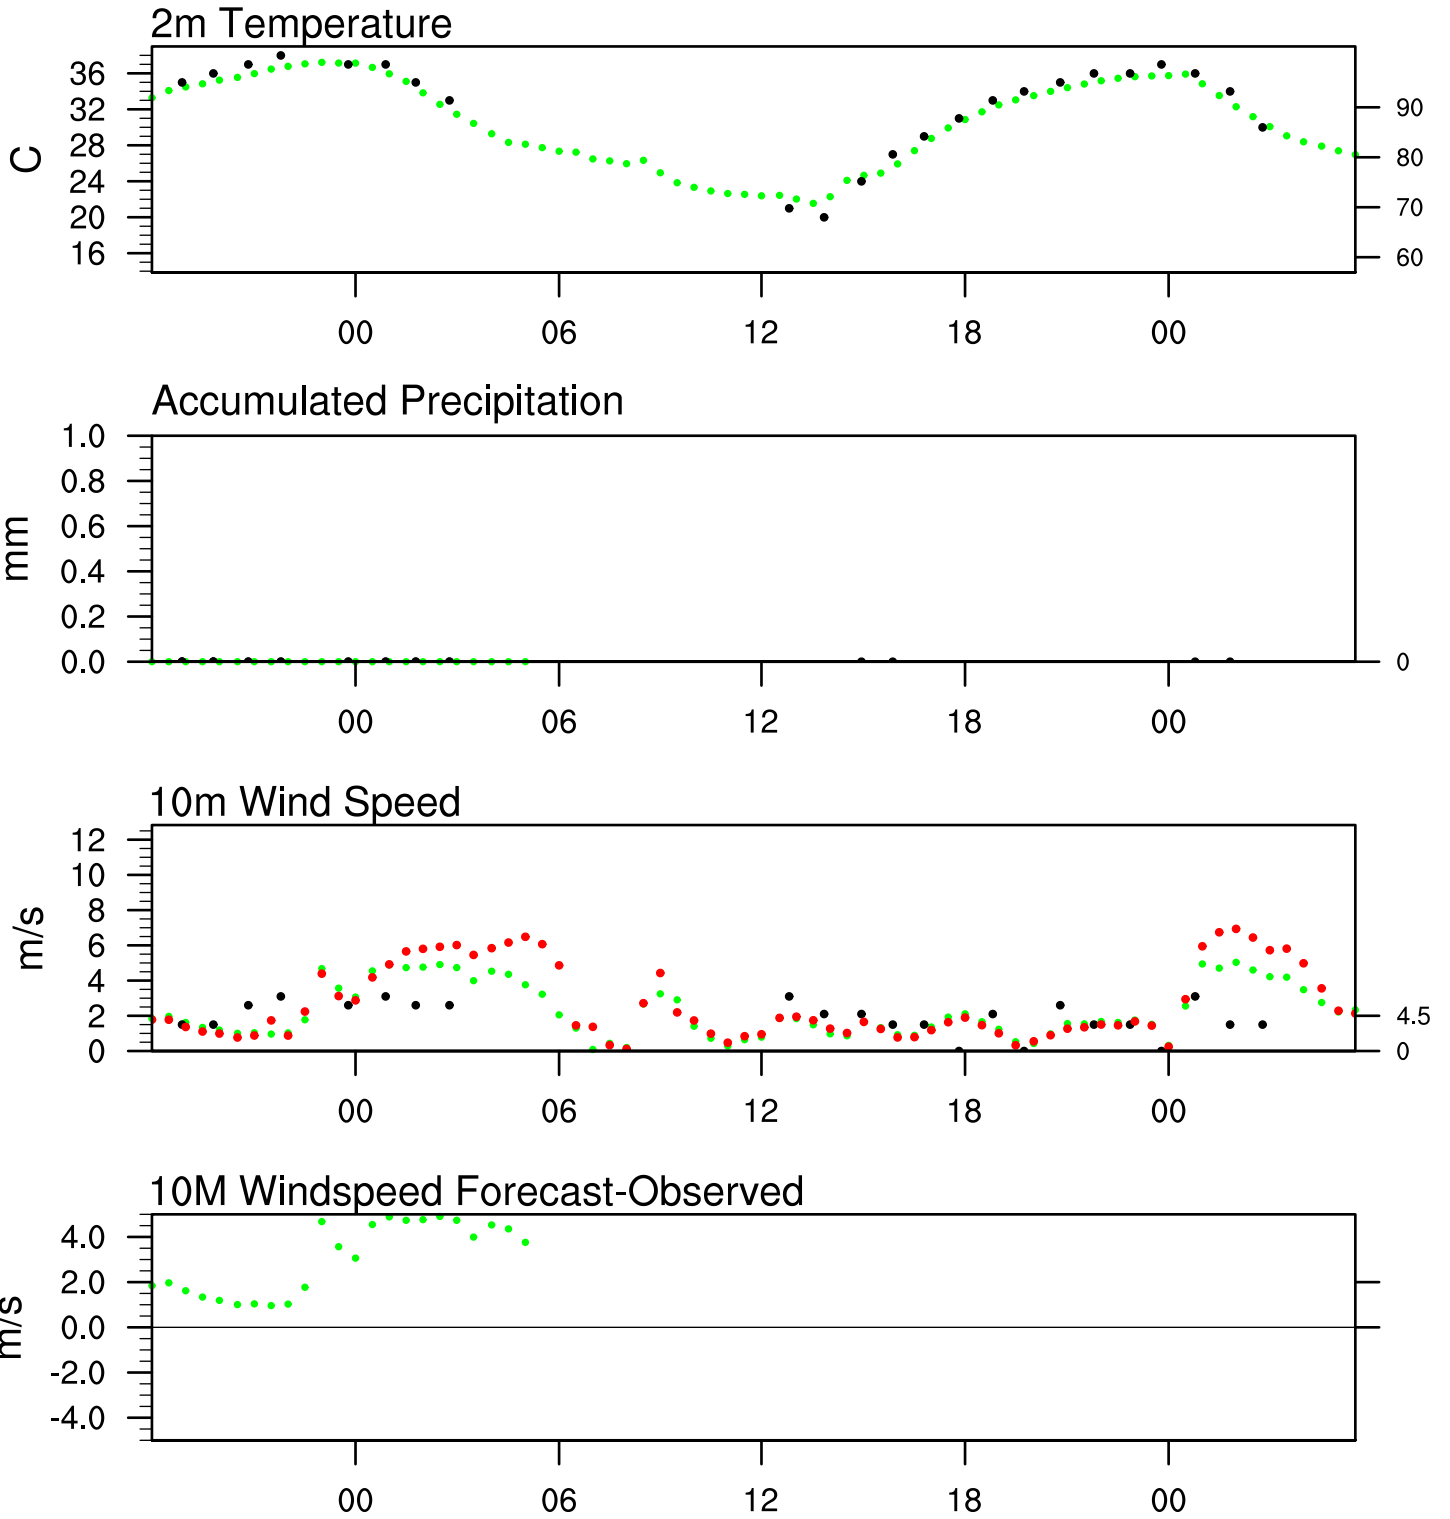 2m Temperature
36
32
28
24
20
16
C
90
80
70
60
00 06 12 18 00
Accumulated Precipitation
1.0
0.8
0.6
0.4
0.2
0.0
mm
0
00 06 12 18 00
10m Wind Speed
12
10
8
6
4
2
0
m/s
4.5
0
00 06 12 18 00
10M Windspeed Forecast-Observed
4.0
2.0
0.0
-2.0
-4.0
m/s
00 06 12 18 00